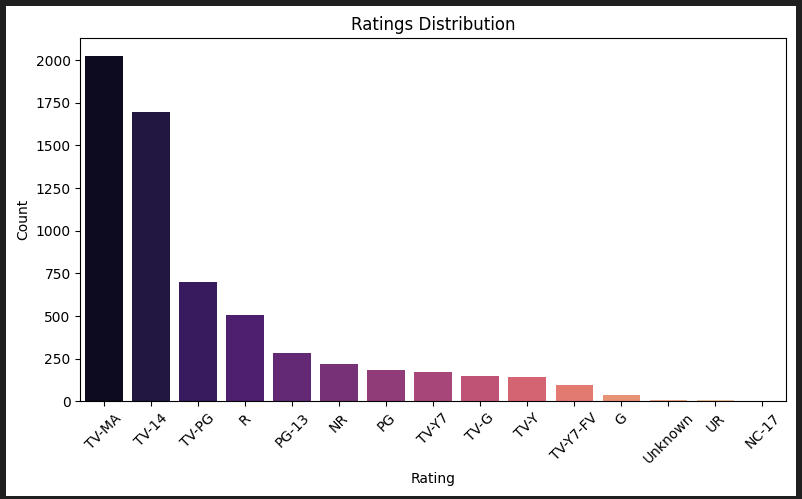 Ratings Distribution
2000
1750
1500
1250
1000
750
500
250
0
Count
TV-MA TV-14 TV-PG R PG-13 NR PG TV-Y7 TV-G TV-Y TV-Y7-FV G Unknown UR NC-17
Rating